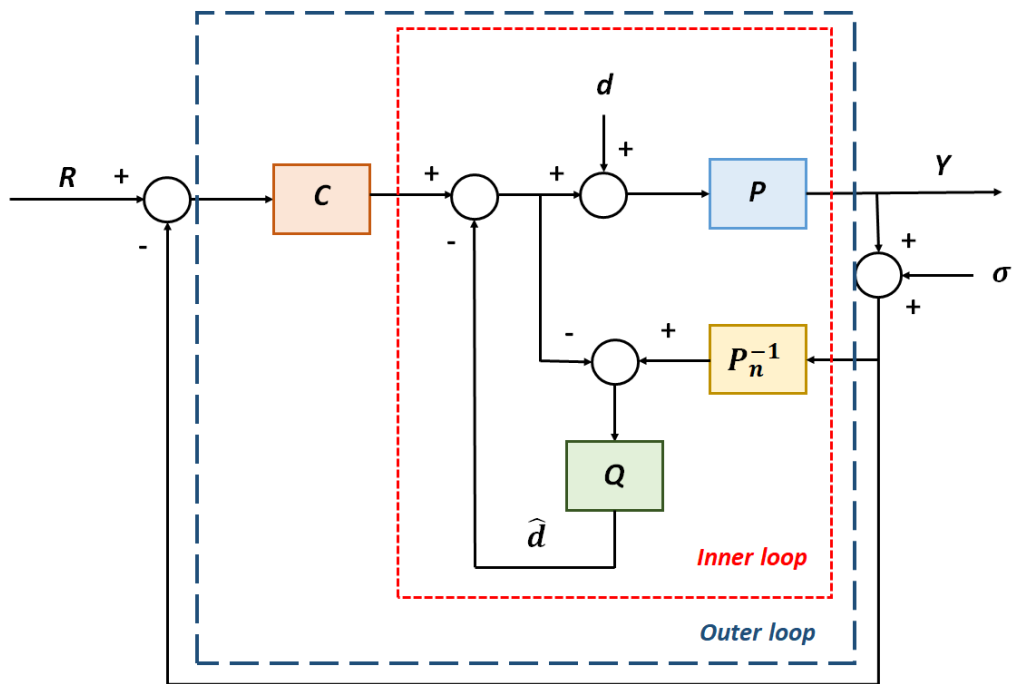 d
+
R
+
C
+
+
P
Y
-
-
+
σ
+
-
+
P_n^{-1}
Q
d̂
Inner loop
Outer loop